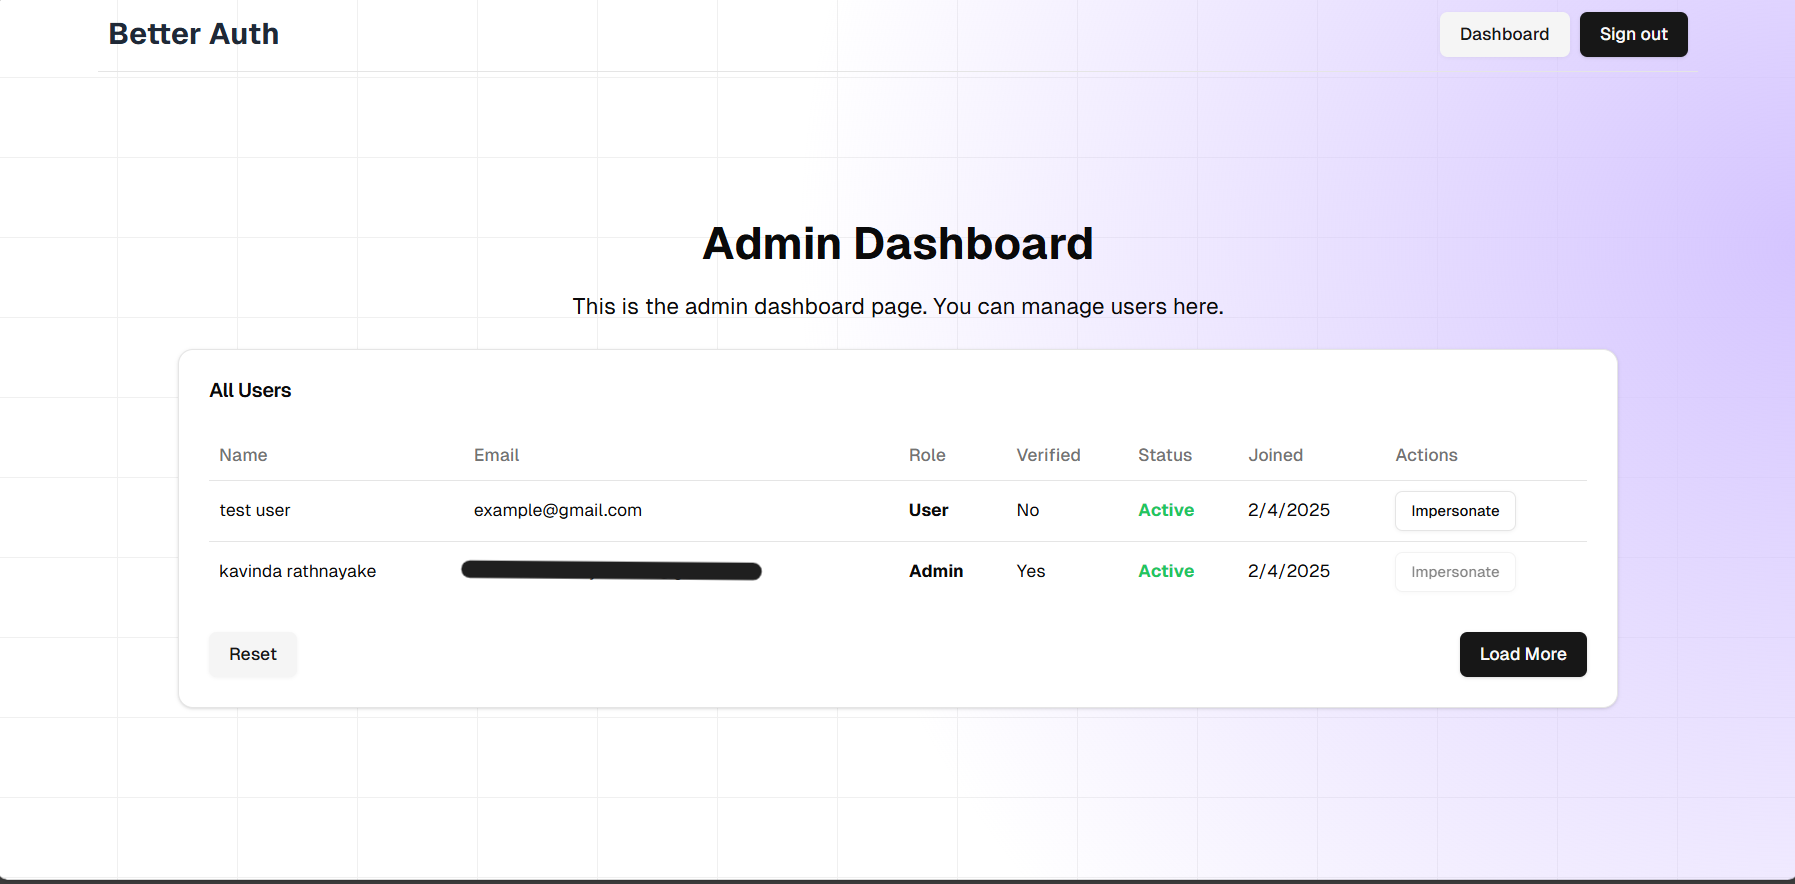 Better Auth
Dashboard
Sign out
Admin Dashboard
This is the admin dashboard page. You can manage users here.
All Users
Name Email Role Verified Status Joined Actions
test user example@gmail.com User No Active 2/4/2025 Impersonate
kavinda rathnayake Admin Yes Active 2/4/2025 Impersonate
Reset
Load More